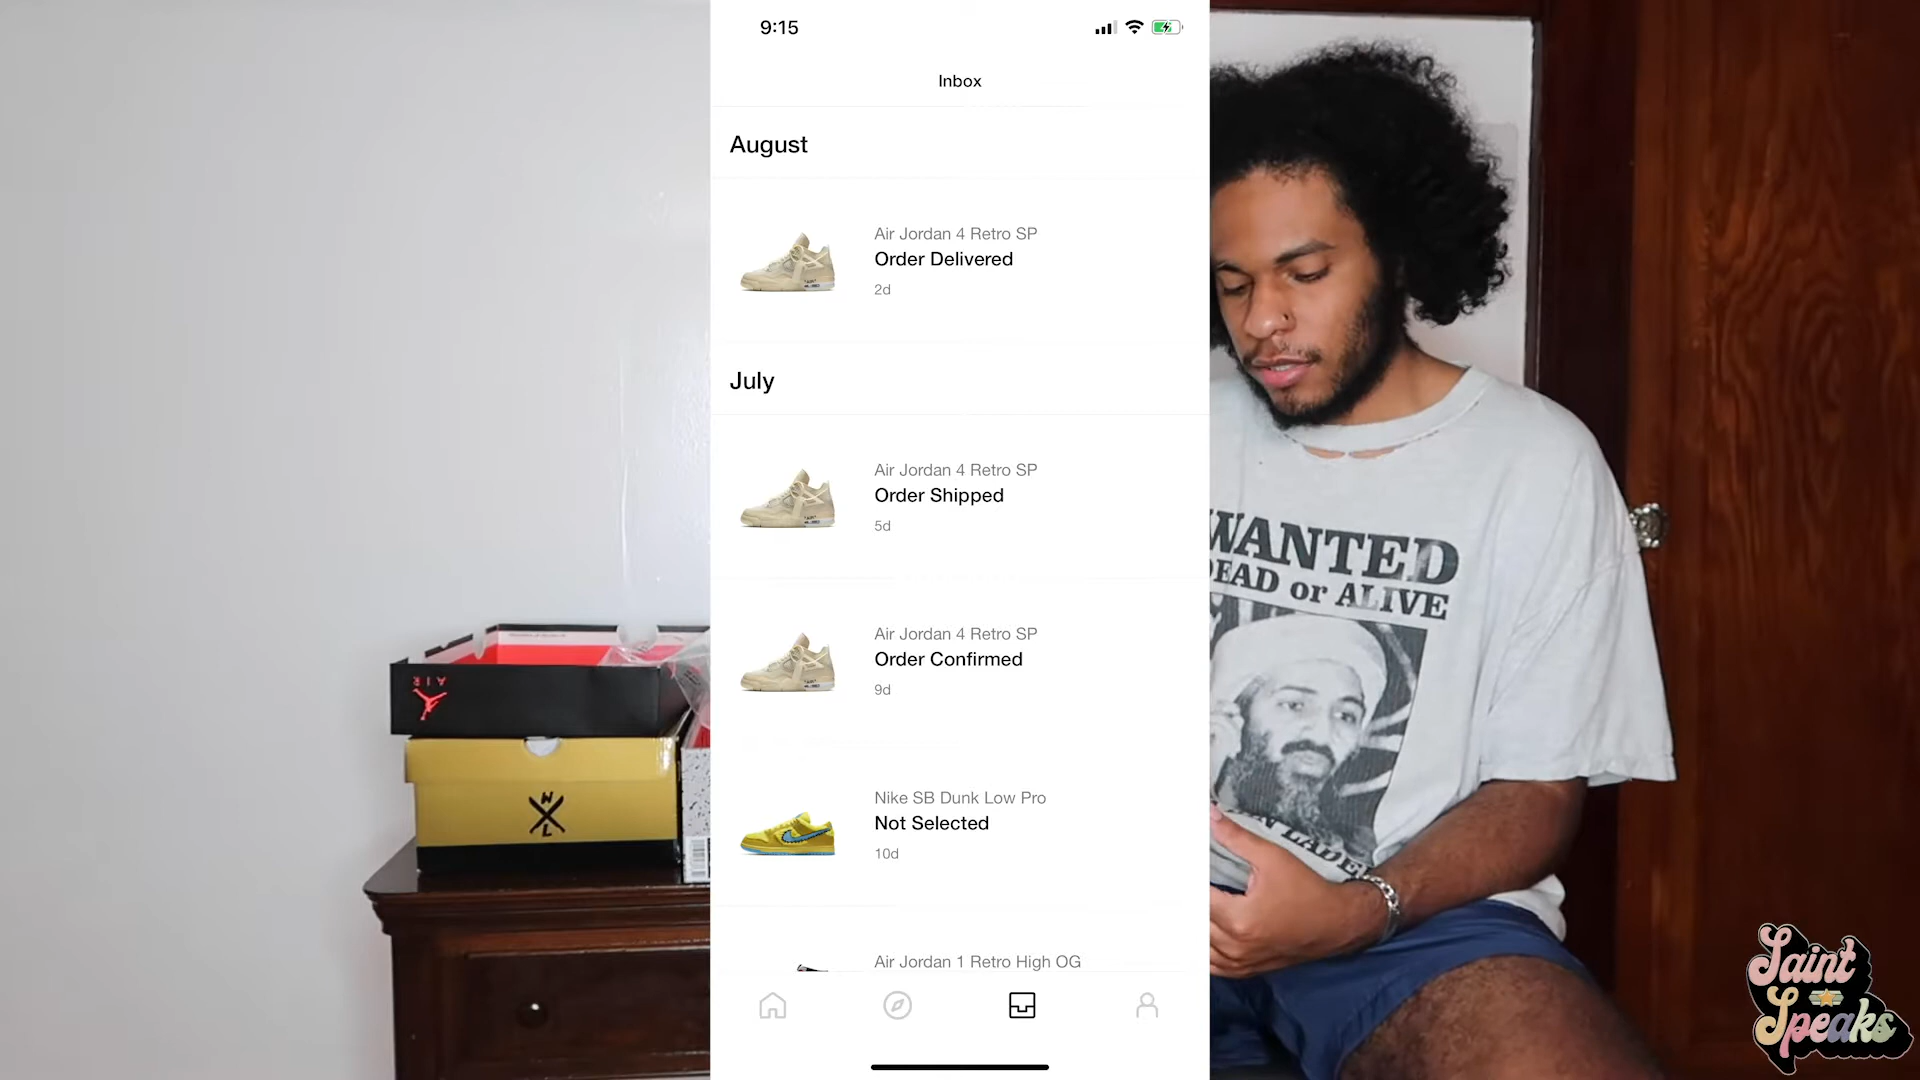 9:15
Inbox
August
Air Jordan 4 Retro SP
Order Delivered
2d
July
Air Jordan 4 Retro SP
Order Shipped
5d
Air Jordan 4 Retro SP
Order Confirmed
9d
Nike SB Dunk Low Pro
Not Selected
10d
Air Jordan 1 Retro High OG
AIR
W
L
WANTED
DEAD or ALIVE
Saint
Speaks